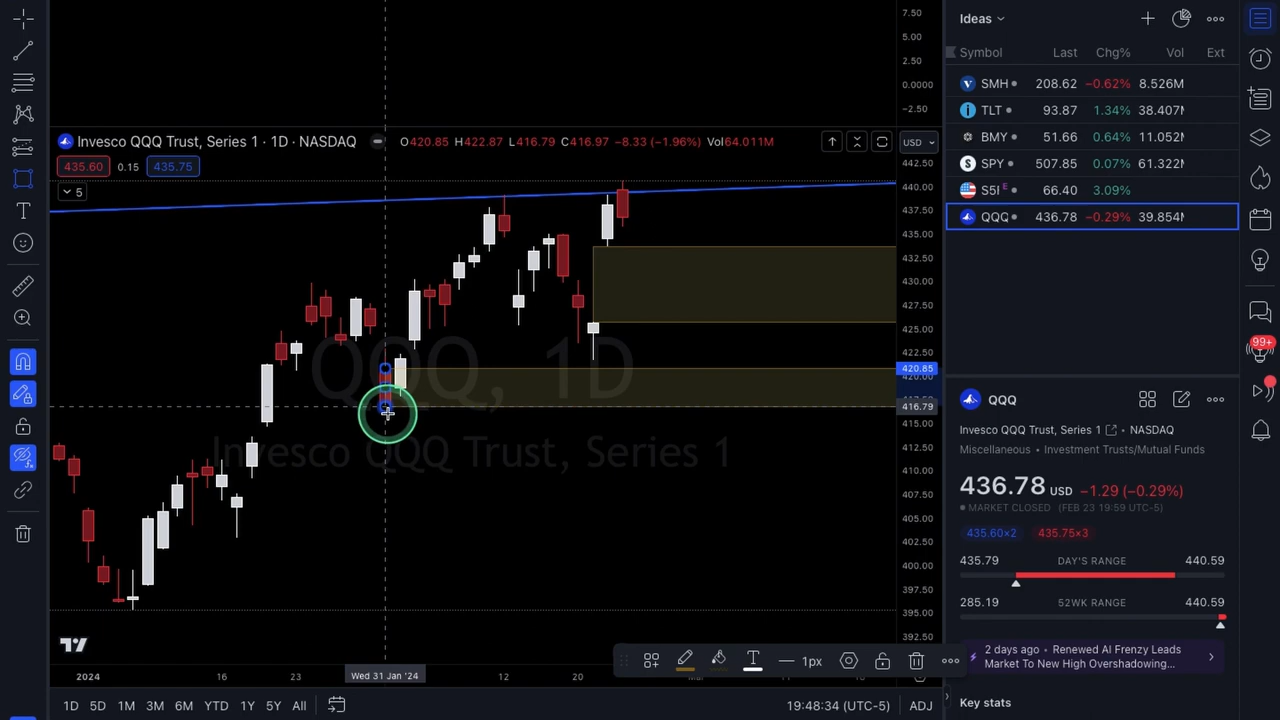 Invesco QQQ Trust, Series 1 · 1D · NASDAQ
O420.85 H422.87 L416.79 C416.97 −8.33 (−1.96%) Vol64.011M
435.60 0.15 435.75
5
7.50
5.00
2.50
0.0000
−2.50
USD
442.50
440.00
437.50
435.00
432.50
430.00
427.50
425.00
422.50
420.85
420.00
416.79
415.00
412.50
410.00
407.50
405.00
402.50
400.00
397.50
395.00
392.50
QQQ, 1D
Invesco QQQ Trust, Series 1
1px
2024 16 23 Wed 31 Jan '24 12 20
1D 5D 1M 3M 6M YTD 1Y 5Y All
19:48:34 (UTC-5) ADJ
Ideas
Symbol Last Chg% Vol Ext
SMH 208.62 −0.62% 8.526M
TLT 93.87 1.34% 38.407M
BMY 51.66 0.64% 11.052M
SPY 507.85 0.07% 61.322M
S5I E 66.40 3.09%
QQQ 436.78 −0.29% 39.854M
99+
QQQ
Invesco QQQ Trust, Series 1 • NASDAQ
Miscellaneous • Investment Trusts/Mutual Funds
436.78 USD −1.29 (−0.29%)
MARKET CLOSED (FEB 23 19:59 UTC-5)
435.60×2 435.75×3
435.79 DAY'S RANGE 440.59
285.19 52WK RANGE 440.59
2 days ago • Renewed AI Frenzy Leads
Market To New High Overshadowing...
Key stats